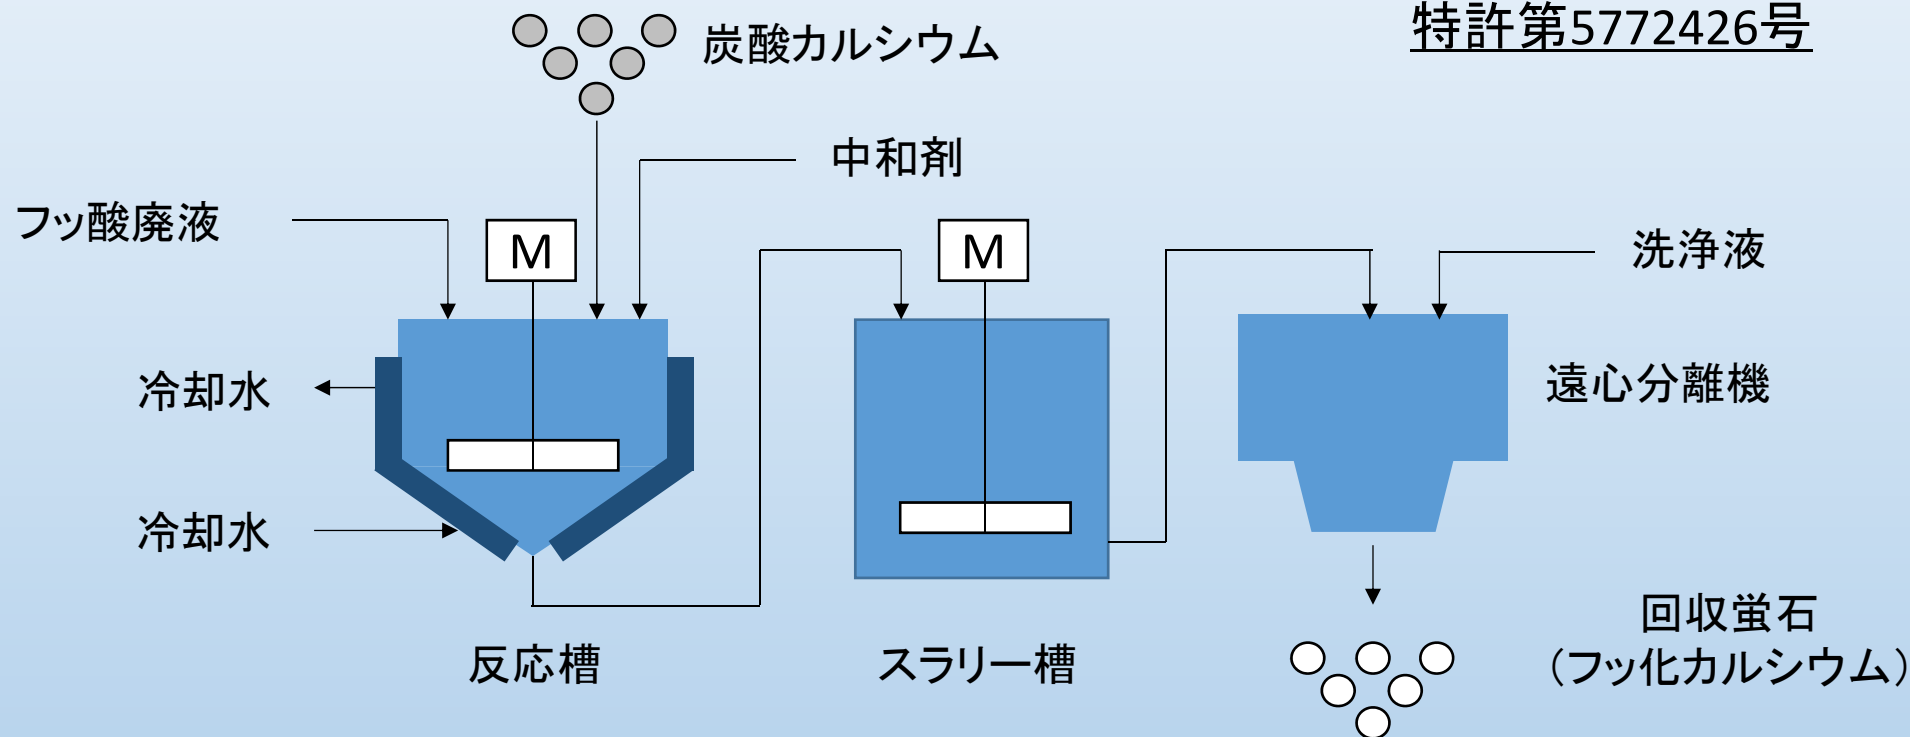 特許第5772426号
炭酸カルシウム
中和剤
フッ酸廃液
M
M
洗浄液
冷却水
遠心分離機
冷却水
反応槽
スラリー槽
回収蛍石
（フッ化カルシウム）